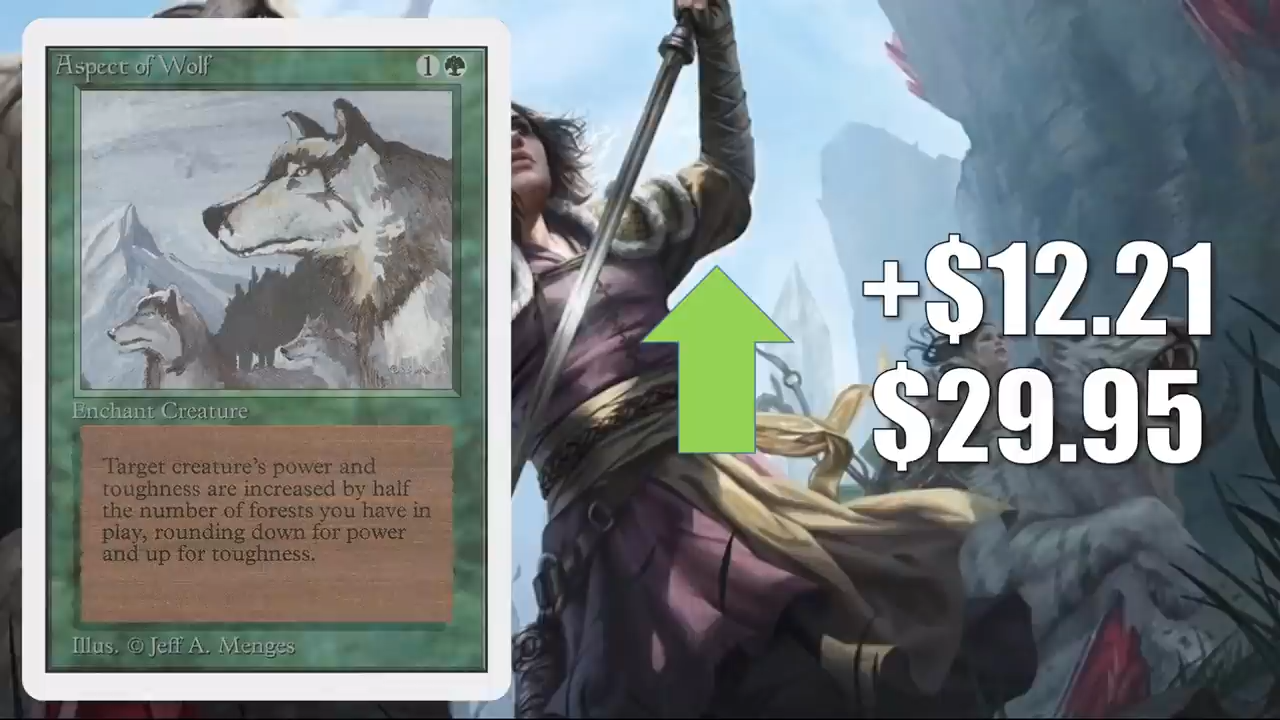 Aspect of Wolf
1
Enchant Creature
Target creature's power and
toughness are increased by half
the number of forests you have in
play, rounding down for power
and up for toughness.
Illus. © Jeff A. Menges
+$12.21
$29.95